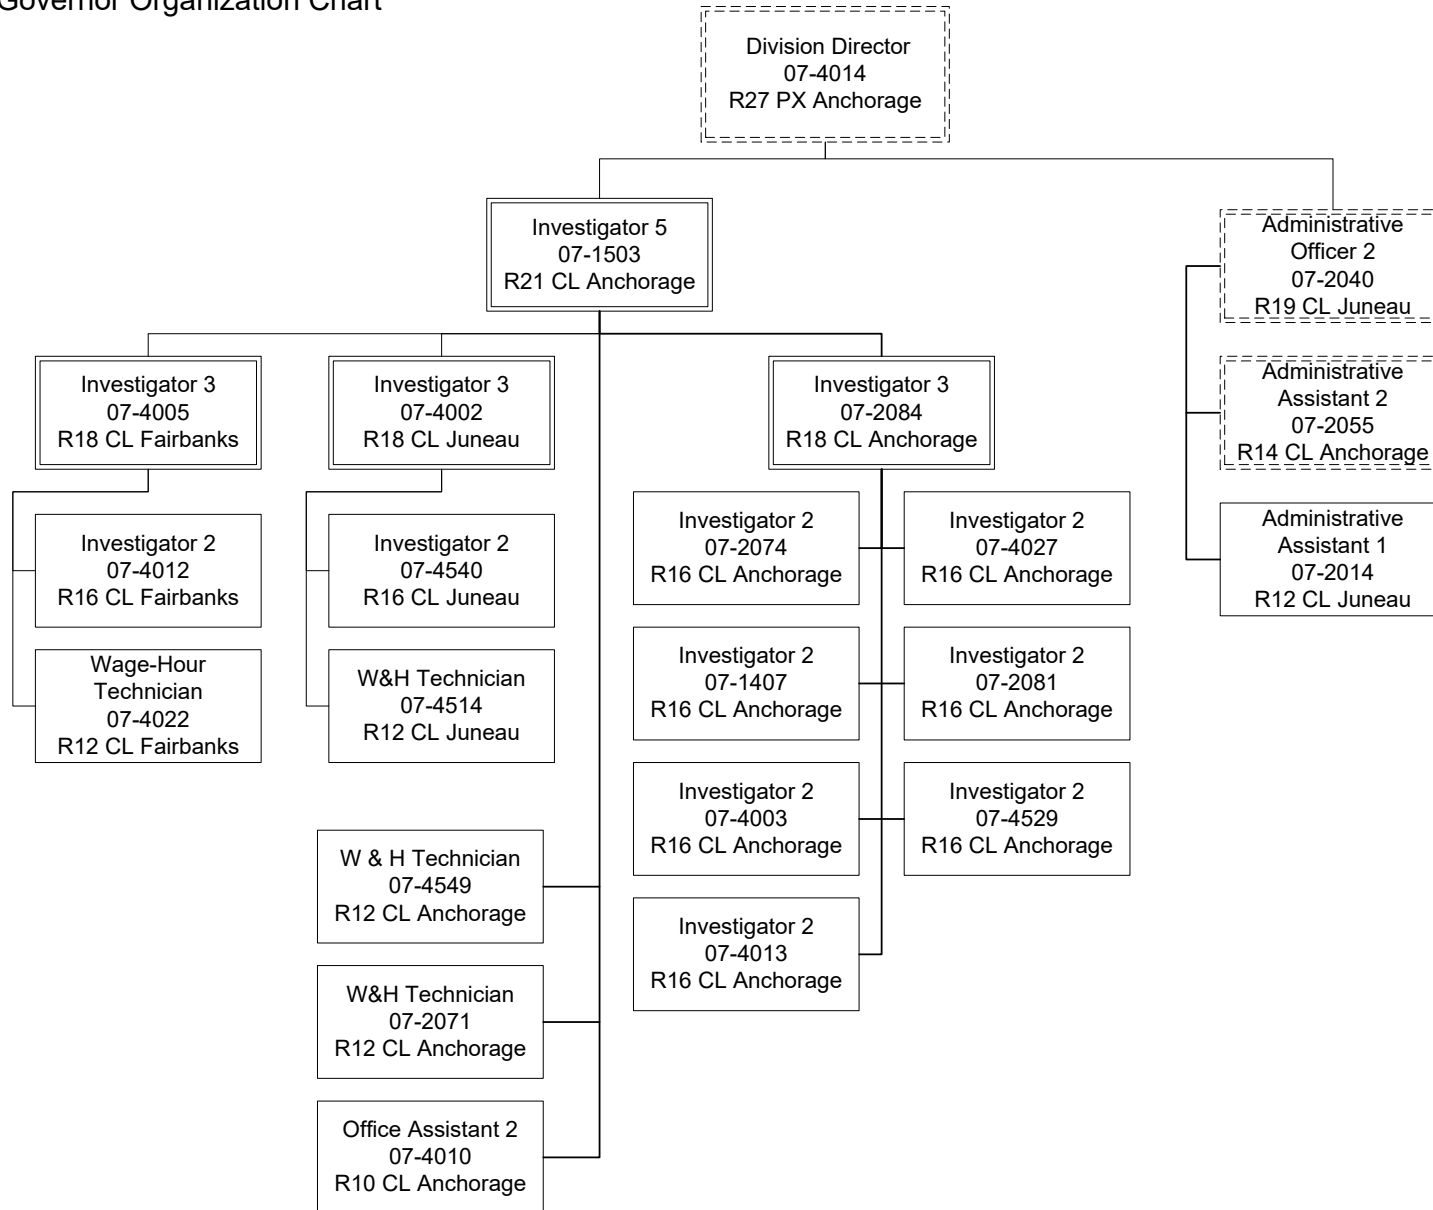 Governor Organization Chart
Division Director
07-4014
R27 PX Anchorage
Investigator 5
07-1503
R21 CL Anchorage
Administrative
Officer 2
07-2040
R19 CL Juneau
Investigator 3
07-4005
R18 CL Fairbanks
Investigator 3
07-4002
R18 CL Juneau
Investigator 3
07-2084
R18 CL Anchorage
Administrative
Assistant 2
07-2055
R14 CL Anchorage
Investigator 2
07-4012
R16 CL Fairbanks
Investigator 2
07-4540
R16 CL Juneau
Investigator 2
07-2074
R16 CL Anchorage
Investigator 2
07-4027
R16 CL Anchorage
Administrative
Assistant 1
07-2014
R12 CL Juneau
Wage-Hour
Technician
07-4022
R12 CL Fairbanks
W&H Technician
07-4514
R12 CL Juneau
Investigator 2
07-1407
R16 CL Anchorage
Investigator 2
07-2081
R16 CL Anchorage
Investigator 2
07-4003
R16 CL Anchorage
Investigator 2
07-4529
R16 CL Anchorage
W & H Technician
07-4549
R12 CL Anchorage
Investigator 2
07-4013
R16 CL Anchorage
W&H Technician
07-2071
R12 CL Anchorage
Office Assistant 2
07-4010
R10 CL Anchorage